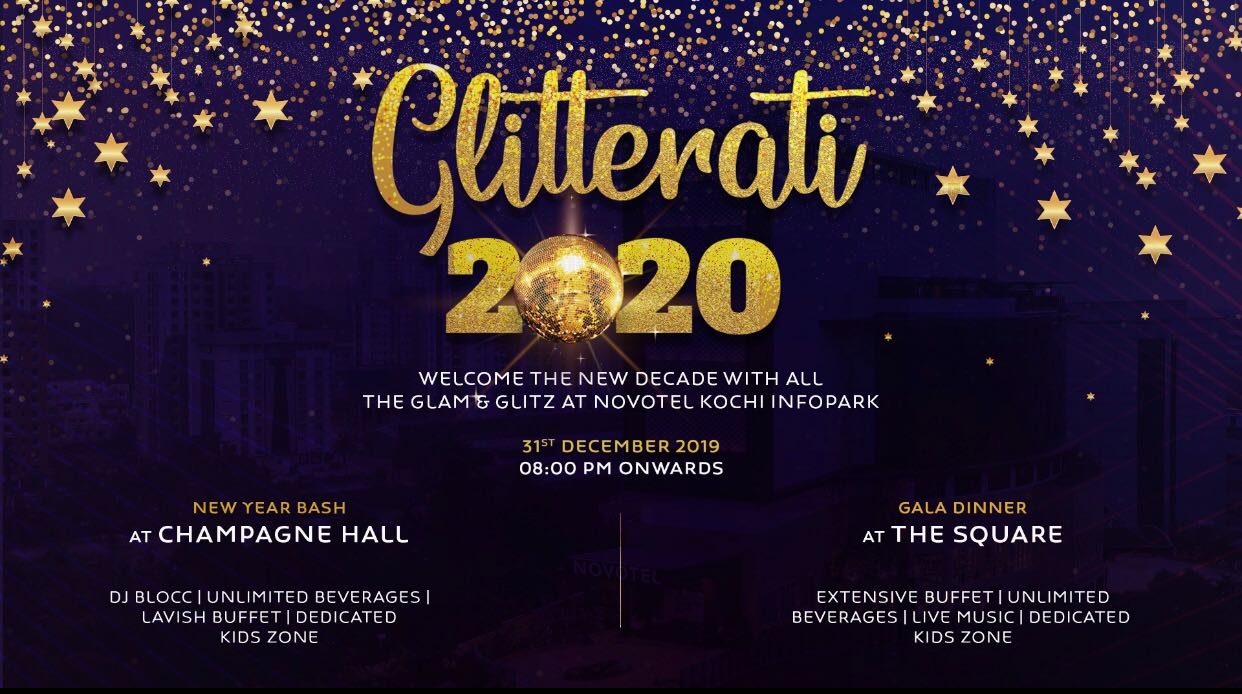 Glitterati
2020
WELCOME THE NEW DECADE WITH ALL
THE GLAM & GLITZ AT NOVOTEL KOCHI INFOPARK
31ST DECEMBER 2019
08:00 PM ONWARDS
NEW YEAR BASH
AT CHAMPAGNE HALL
DJ BLOCC | UNLIMITED BEVERAGES |
LAVISH BUFFET | DEDICATED
KIDS ZONE
GALA DINNER
AT THE SQUARE
EXTENSIVE BUFFET | UNLIMITED
BEVERAGES | LIVE MUSIC | DEDICATED
KIDS ZONE
NOVOTEL